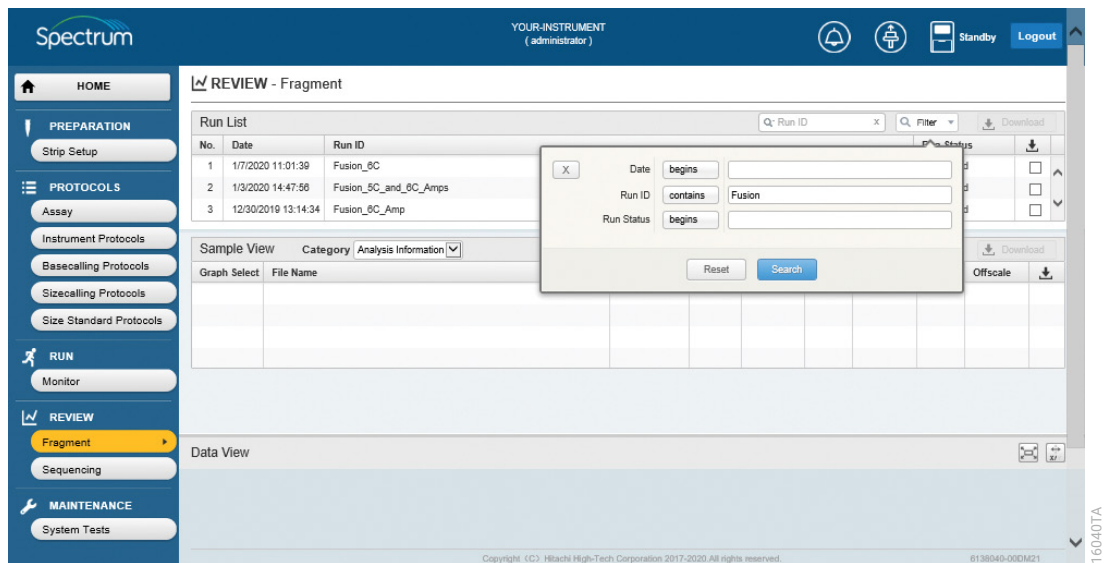 Spectrum
YOUR-INSTRUMENT
( administrator )
Standby
Logout
HOME
PREPARATION
Strip Setup
PROTOCOLS
Assay
Instrument Protocols
Basecalling Protocols
Sizecalling Protocols
Size Standard Protocols
RUN
Monitor
REVIEW
Fragment
Sequencing
MAINTENANCE
System Tests
REVIEW - Fragment
Run List
Run ID
x
Filter
Download
No. Date Run ID Status
1 1/7/2020 11:01:39 Fusion_6C
2 1/3/2020 14:47:56 Fusion_5C_and_6C_Amps
3 12/30/2019 13:14:34 Fusion_6C_Amp
X
Date begins
Run ID contains Fusion
Run Status begins
Reset Search
Sample View Category Analysis Information
Download
Graph Select File Name Offscale
Data View
Copyright (C) Hitachi High-Tech Corporation 2017-2020.All rights reserved.
6138040-00DM21
16040TA